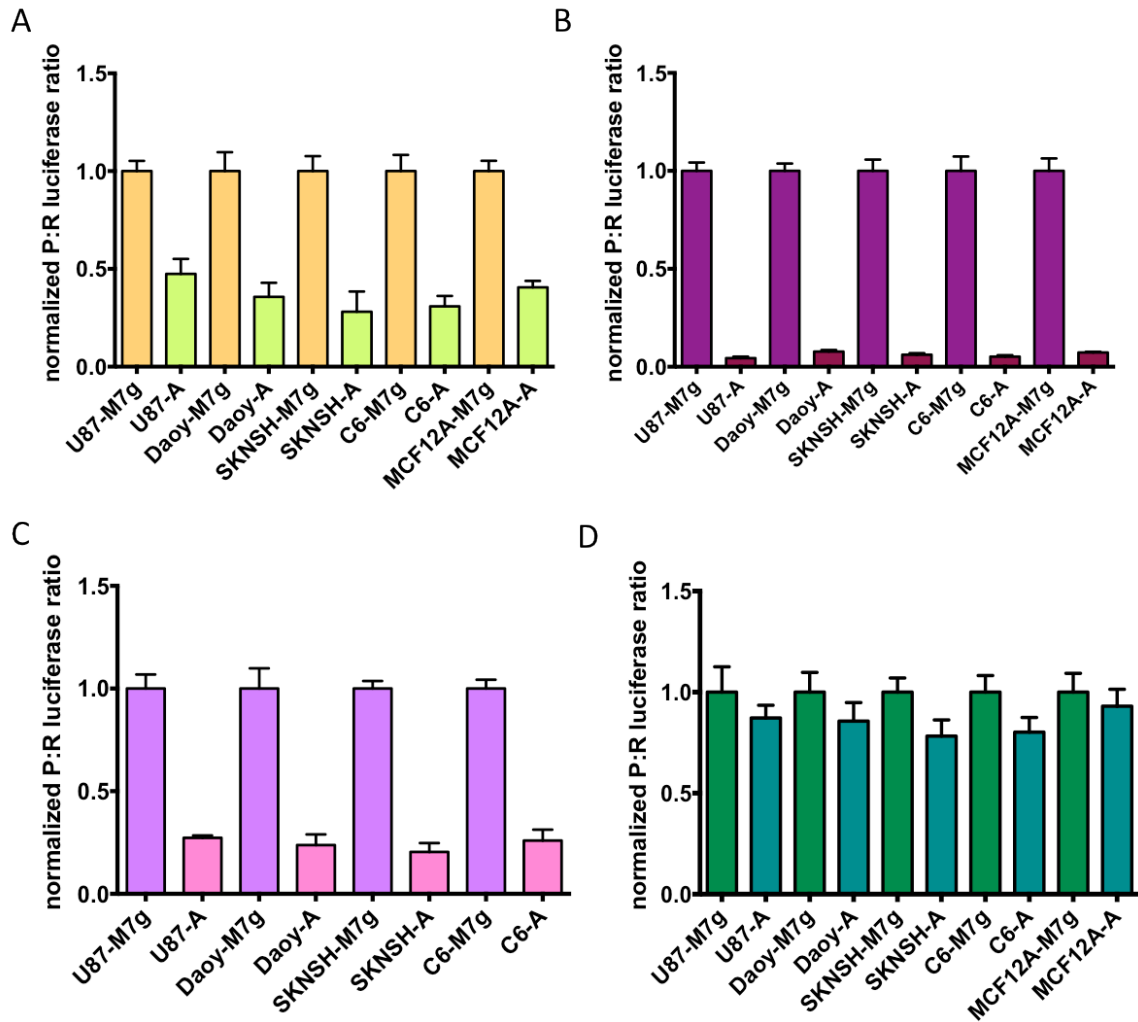 A
normalized P:R luciferase ratio
1.5
1.0
0.5
0.0
U87-M7g
U87-A
Daoy-M7g
Daoy-A
SKNSH-M7g
SKNSH-A
C6-M7g
C6-A
MCF12A-M7g
MCF12A-A
B
normalized P:R luciferase ratio
1.5
1.0
0.5
0.0
U87-M7g
U87-A
Daoy-M7g
Daoy-A
SKNSH-M7g
SKNSH-A
C6-M7g
C6-A
MCF12A-M7g
MCF12A-A
C
normalized P:R luciferase ratio
1.5
1.0
0.5
0.0
U87-M7g
U87-A
Daoy-M7g
Daoy-A
SKNSH-M7g
SKNSH-A
C6-M7g
C6-A
D
normalized P:R luciferase ratio
1.5
1.0
0.5
0.0
U87-M7g
U87-A
Daoy-M7g
Daoy-A
SKNSH-M7g
SKNSH-A
C6-M7g
C6-A
MCF12A-M7g
MCF12A-A